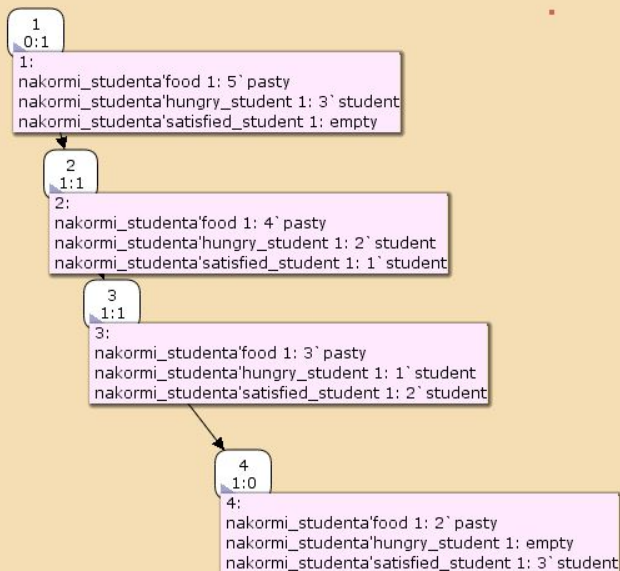 1
0:1
1:
nakormi_studenta'food 1: 5`pasty
nakormi_studenta'hungry_student 1: 3`student
nakormi_studenta'satisfied_student 1: empty
2
1:1
2:
nakormi_studenta'food 1: 4`pasty
nakormi_studenta'hungry_student 1: 2`student
nakormi_studenta'satisfied_student 1: 1`student
3
1:1
3:
nakormi_studenta'food 1: 3`pasty
nakormi_studenta'hungry_student 1: 1`student
nakormi_studenta'satisfied_student 1: 2`student
4
1:0
4:
nakormi_studenta'food 1: 2`pasty
nakormi_studenta'hungry_student 1: empty
nakormi_studenta'satisfied_student 1: 3`student